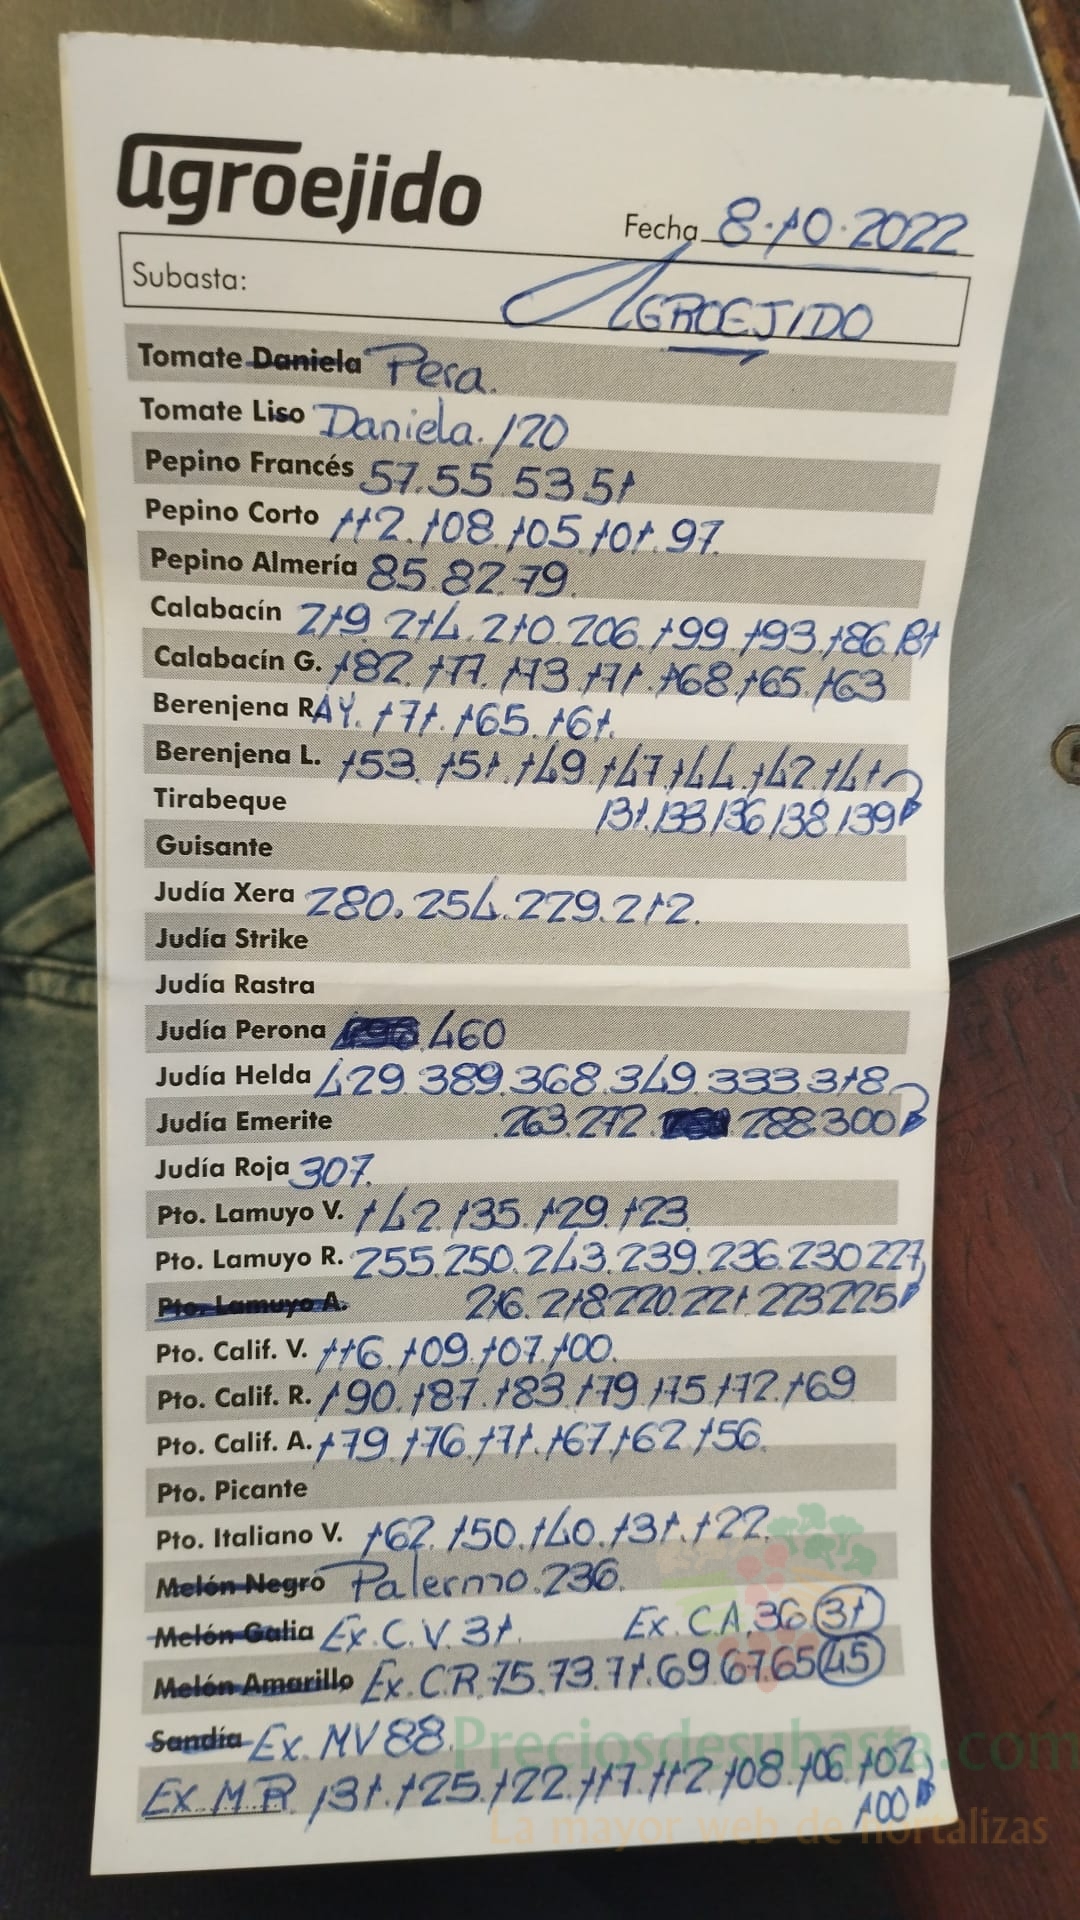 agroejido
Fecha 8.10.2022
Subasta: AGROEJIDO
Tomate Daniela Pera.
Tomate Liso Daniela. 120
Pepino Francés 57.55.53.51
Pepino Corto 112.108.105.101.97.
Pepino Almería 85.82.79.
Calabacín 219.214.210.206.199.193.186.181
Calabacín G. 182.177.173.171.168.165.163
Berenjena RAY. 171.165.161.
Berenjena L. 153.151.149.147.144.142.141
Tirabeque 131.133.136.138.139
Guisante
Judía Xera 280.254.229.212.
Judía Strike
Judía Rastra
Judía Perona 460
Judía Helda 429.389.368.349.333.318
Judía Emerite .263.272. 288.300
Judía Roja 307.
Pto. Lamuyo V. 142.135.129.123
Pto. Lamuyo R. 255.250.243.239.236.230.227
Pto. Lamuyo A. 216.218.220.221.223.225
Pto. Calif. V. 116.109.107.100.
Pto. Calif. R. 190.187.183.179.175.172.169
Pto. Calif. A. 179.176.171.167.162.156.
Pto. Picante
Pto. Italiano V. 162.150.140.131.122.
Melón Negro Palermo.236.
Melón Galia Ex.C.V.31. Ex.C.A.36 31
Melón Amarillo Ex.C.R.75.73.71.69.67.65 45
Sandía Ex. MV 88.
Preciosdesubasta.com
Ex M.R. 131.125.122.117.112.108.106.102
100
La mayor web de hortalizas